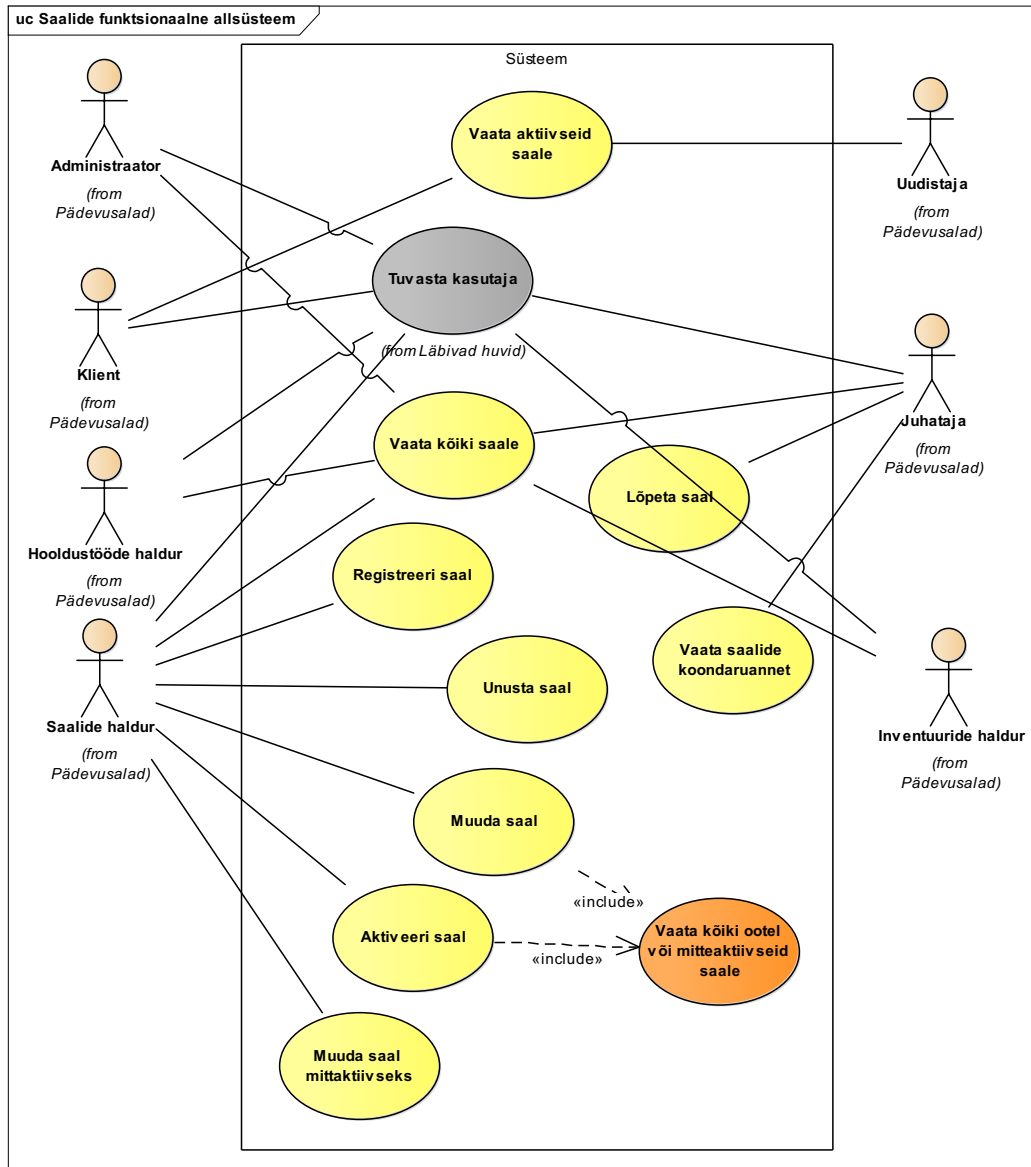 uc Saalide funktsionaalne allsüsteem
Süsteem
Administraator
(from
Pädevusalad)
Klient
(from
Pädevusalad)
Hooldustööde haldur
(from
Pädevusalad)
Saalide haldur
(from
Pädevusalad)
Vaata aktiivseid
saale
Tuvasta kasutaja
(from Läbivad huvid)
Vaata kõiki saale
Lõpeta saal
Registreeri saal
Vaata saalide
koondaruannet
Unusta saal
Muuda saal
«include»
Aktiveeri saal
«include»
Vaata kõiki ootel
või mitteaktiivseid
saale
Muuda saal
mittaktiivseks
Uudistaja
(from
Pädevusalad)
Juhataja
(from
Pädevusalad)
Inventuuride haldur
(from
Pädevusalad)